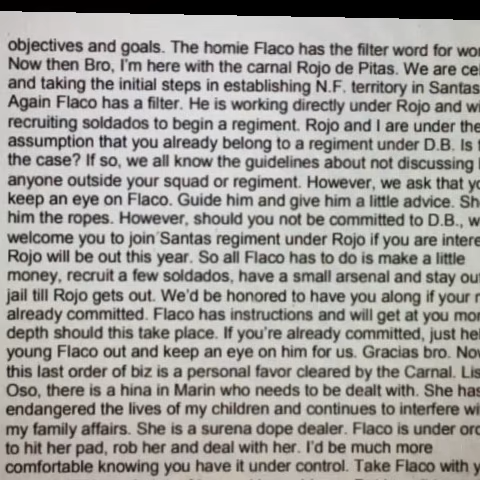 objectives and goals. The homie Flaco has the filter word for
Now then Bro, I'm here with the carnal Rojo de Pitas. We are
and taking the initial steps in establishing N.F. territory in Santas
Again Flaco has a filter. He is working directly under Rojo and
recruiting soldados to begin a regiment. Rojo and I are under the
assumption that you already belong to a regiment under D.B. Is
the case? If so, we all know the guidelines about not discussing
anyone outside your squad or regiment. However, we ask that
keep an eye on Flaco. Guide him and give him a little advice.
him the ropes. However, should you not be committed to D.B.,
welcome you to join Santas regiment under Rojo if you are
Rojo will be out this year. So all Flaco has to do is make a little
money, recruit a few soldados, have a small arsenal and stay
jail till Rojo gets out. We'd be honored to have you along if your
already committed. Flaco has instructions and will get at you
depth should this take place. If you're already committed, just
young Flaco out and keep an eye on him for us. Gracias bro.
this last order of biz is a personal favor cleared by the Carnal.
Oso, there is a hina in Marin who needs to be dealt with. She has
endangered the lives of my children and continues to interfere
my family affairs. She is a surena dope dealer. Flaco is under
to hit her pad, rob her and deal with her. I'd be much more
comfortable knowing you have it under control. Take Flaco with